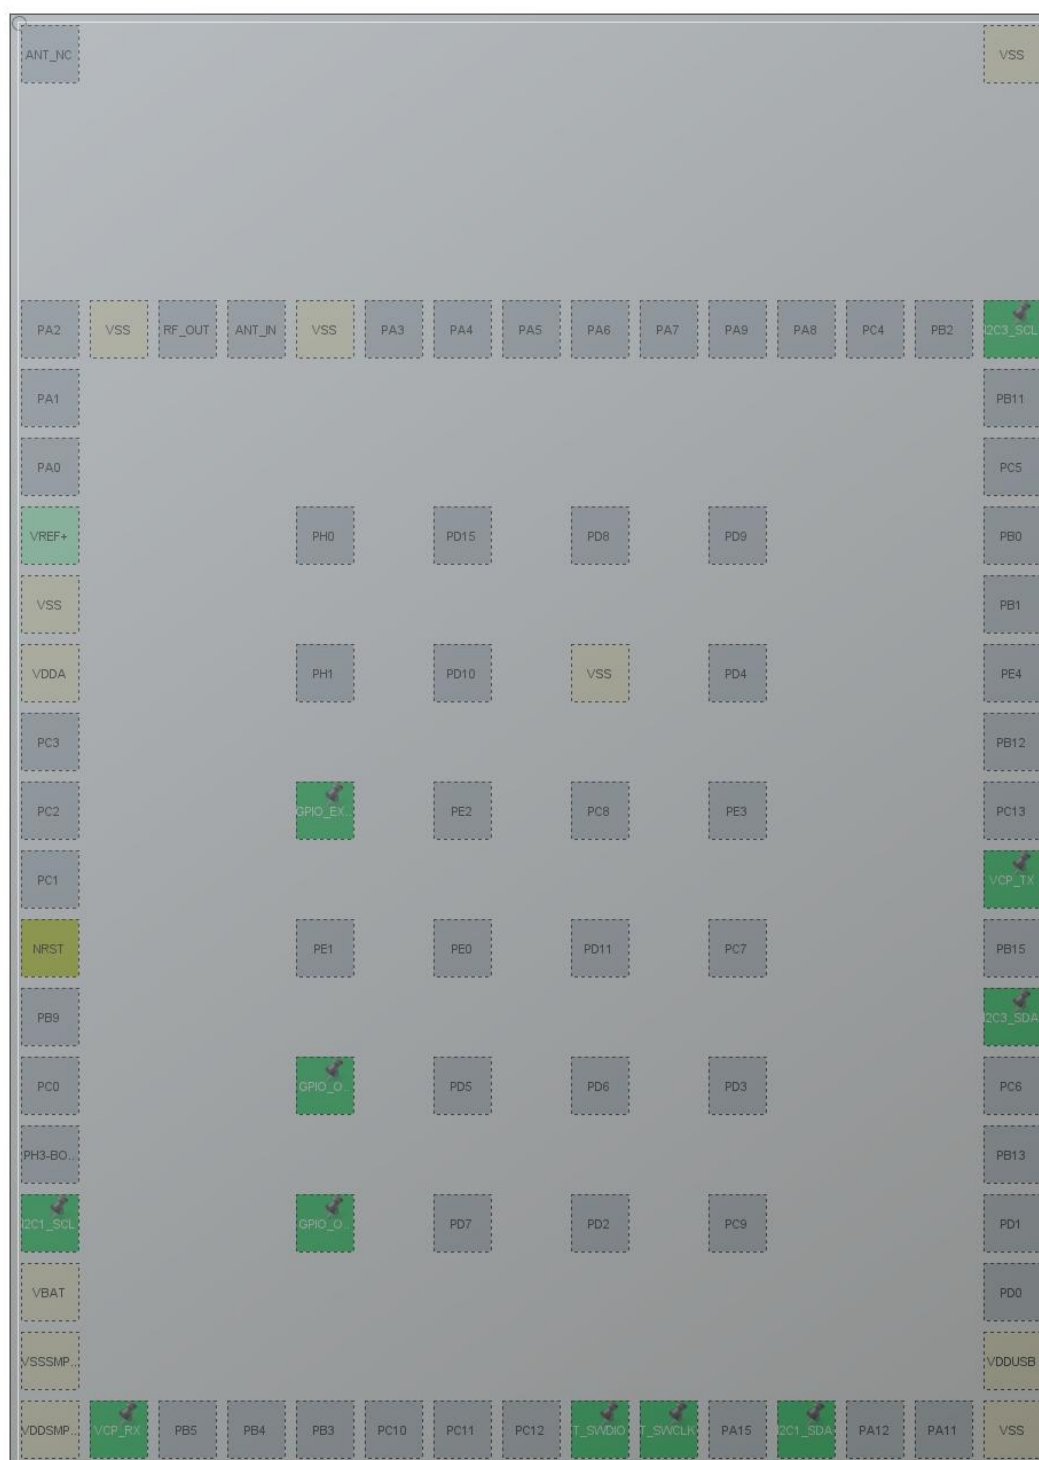 ANT_NC VSS
PA2 VSS RF_OUT ANT_IN VSS PA3 PA4 PA5 PA6 PA7 PA9 PA8 PC4 PB2 I2C3_SCL
PA1 PB11
PA0 PC5
VREF+ PH0 PD15 PD8 PD9 PB0
VSS PB1
VDDA PH1 PD10 VSS PD4 PE4
PC3 PB12
PC2 GPIO_EX.. PE2 PC8 PE3 PC13
PC1 VCP_TX
NRST PE1 PE0 PD11 PC7 PB15
PB9 I2C3_SDA
PC0 GPIO_O.. PD5 PD6 PD3 PC6
PH3-BO.. PB13
I2C1_SCL GPIO_O.. PD7 PD2 PC9 PD1
VBAT PD0
VSSSMP.. VDDUSB
VDDSMP.. VCP_RX PB5 PB4 PB3 PC10 PC11 PC12 T_SWDIO T_SWCLK PA15 I2C1_SDA PA12 PA11 VSS